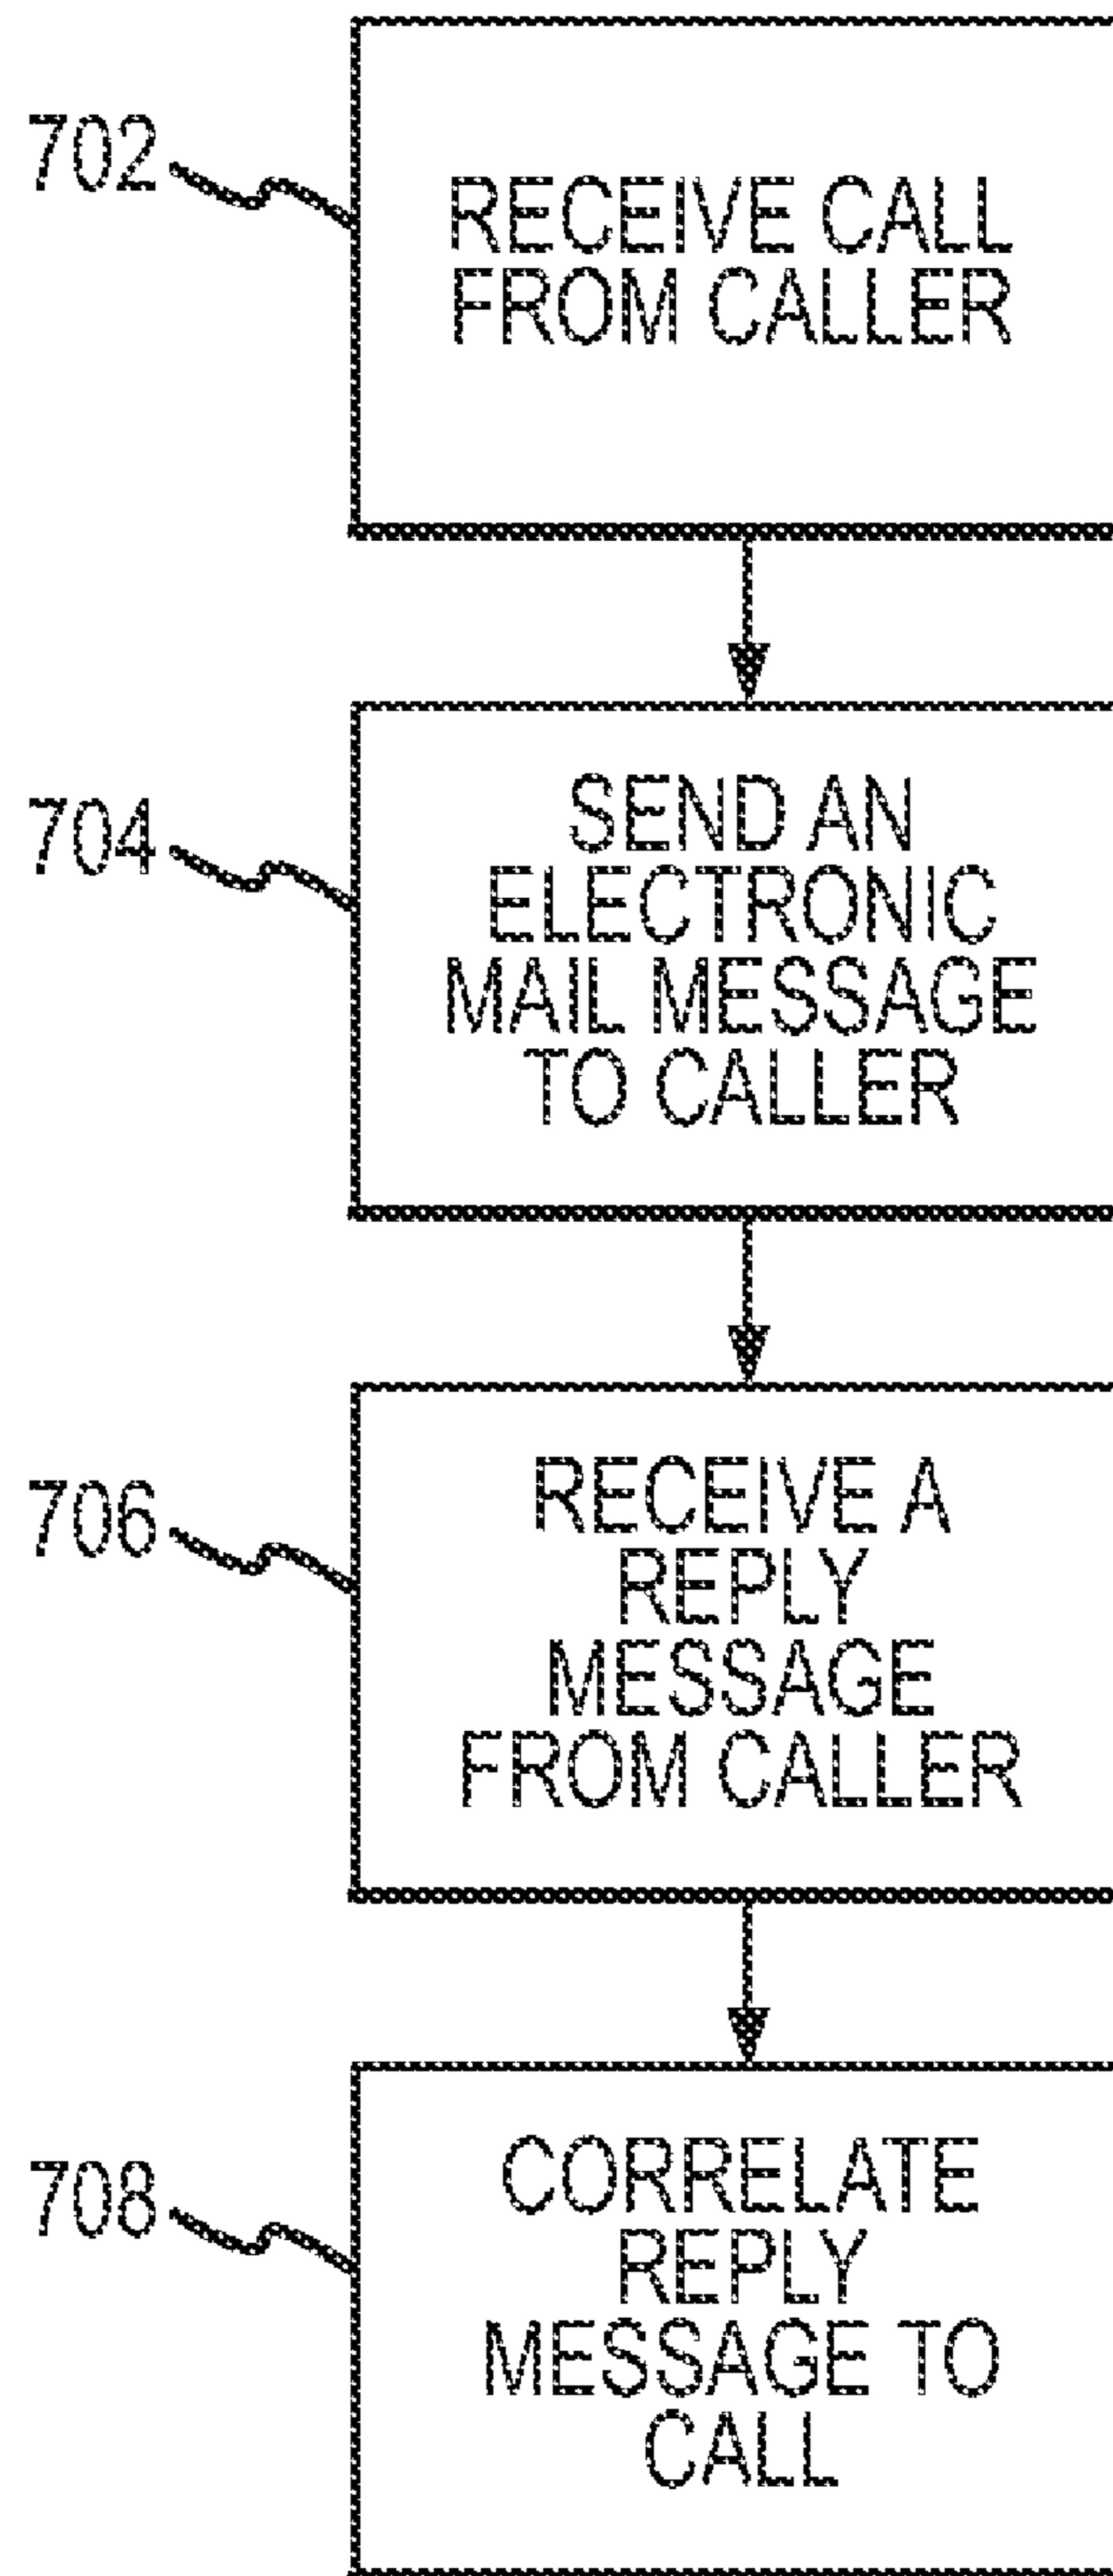 702
RECEIVE CALL
FROM CALLER
704
SEND AN
ELECTRONIC
MAIL MESSAGE
TO CALLER
706
RECEIVE A
REPLY
MESSAGE
FROM CALLER
708
CORRELATE
REPLY
MESSAGE TO
CALL